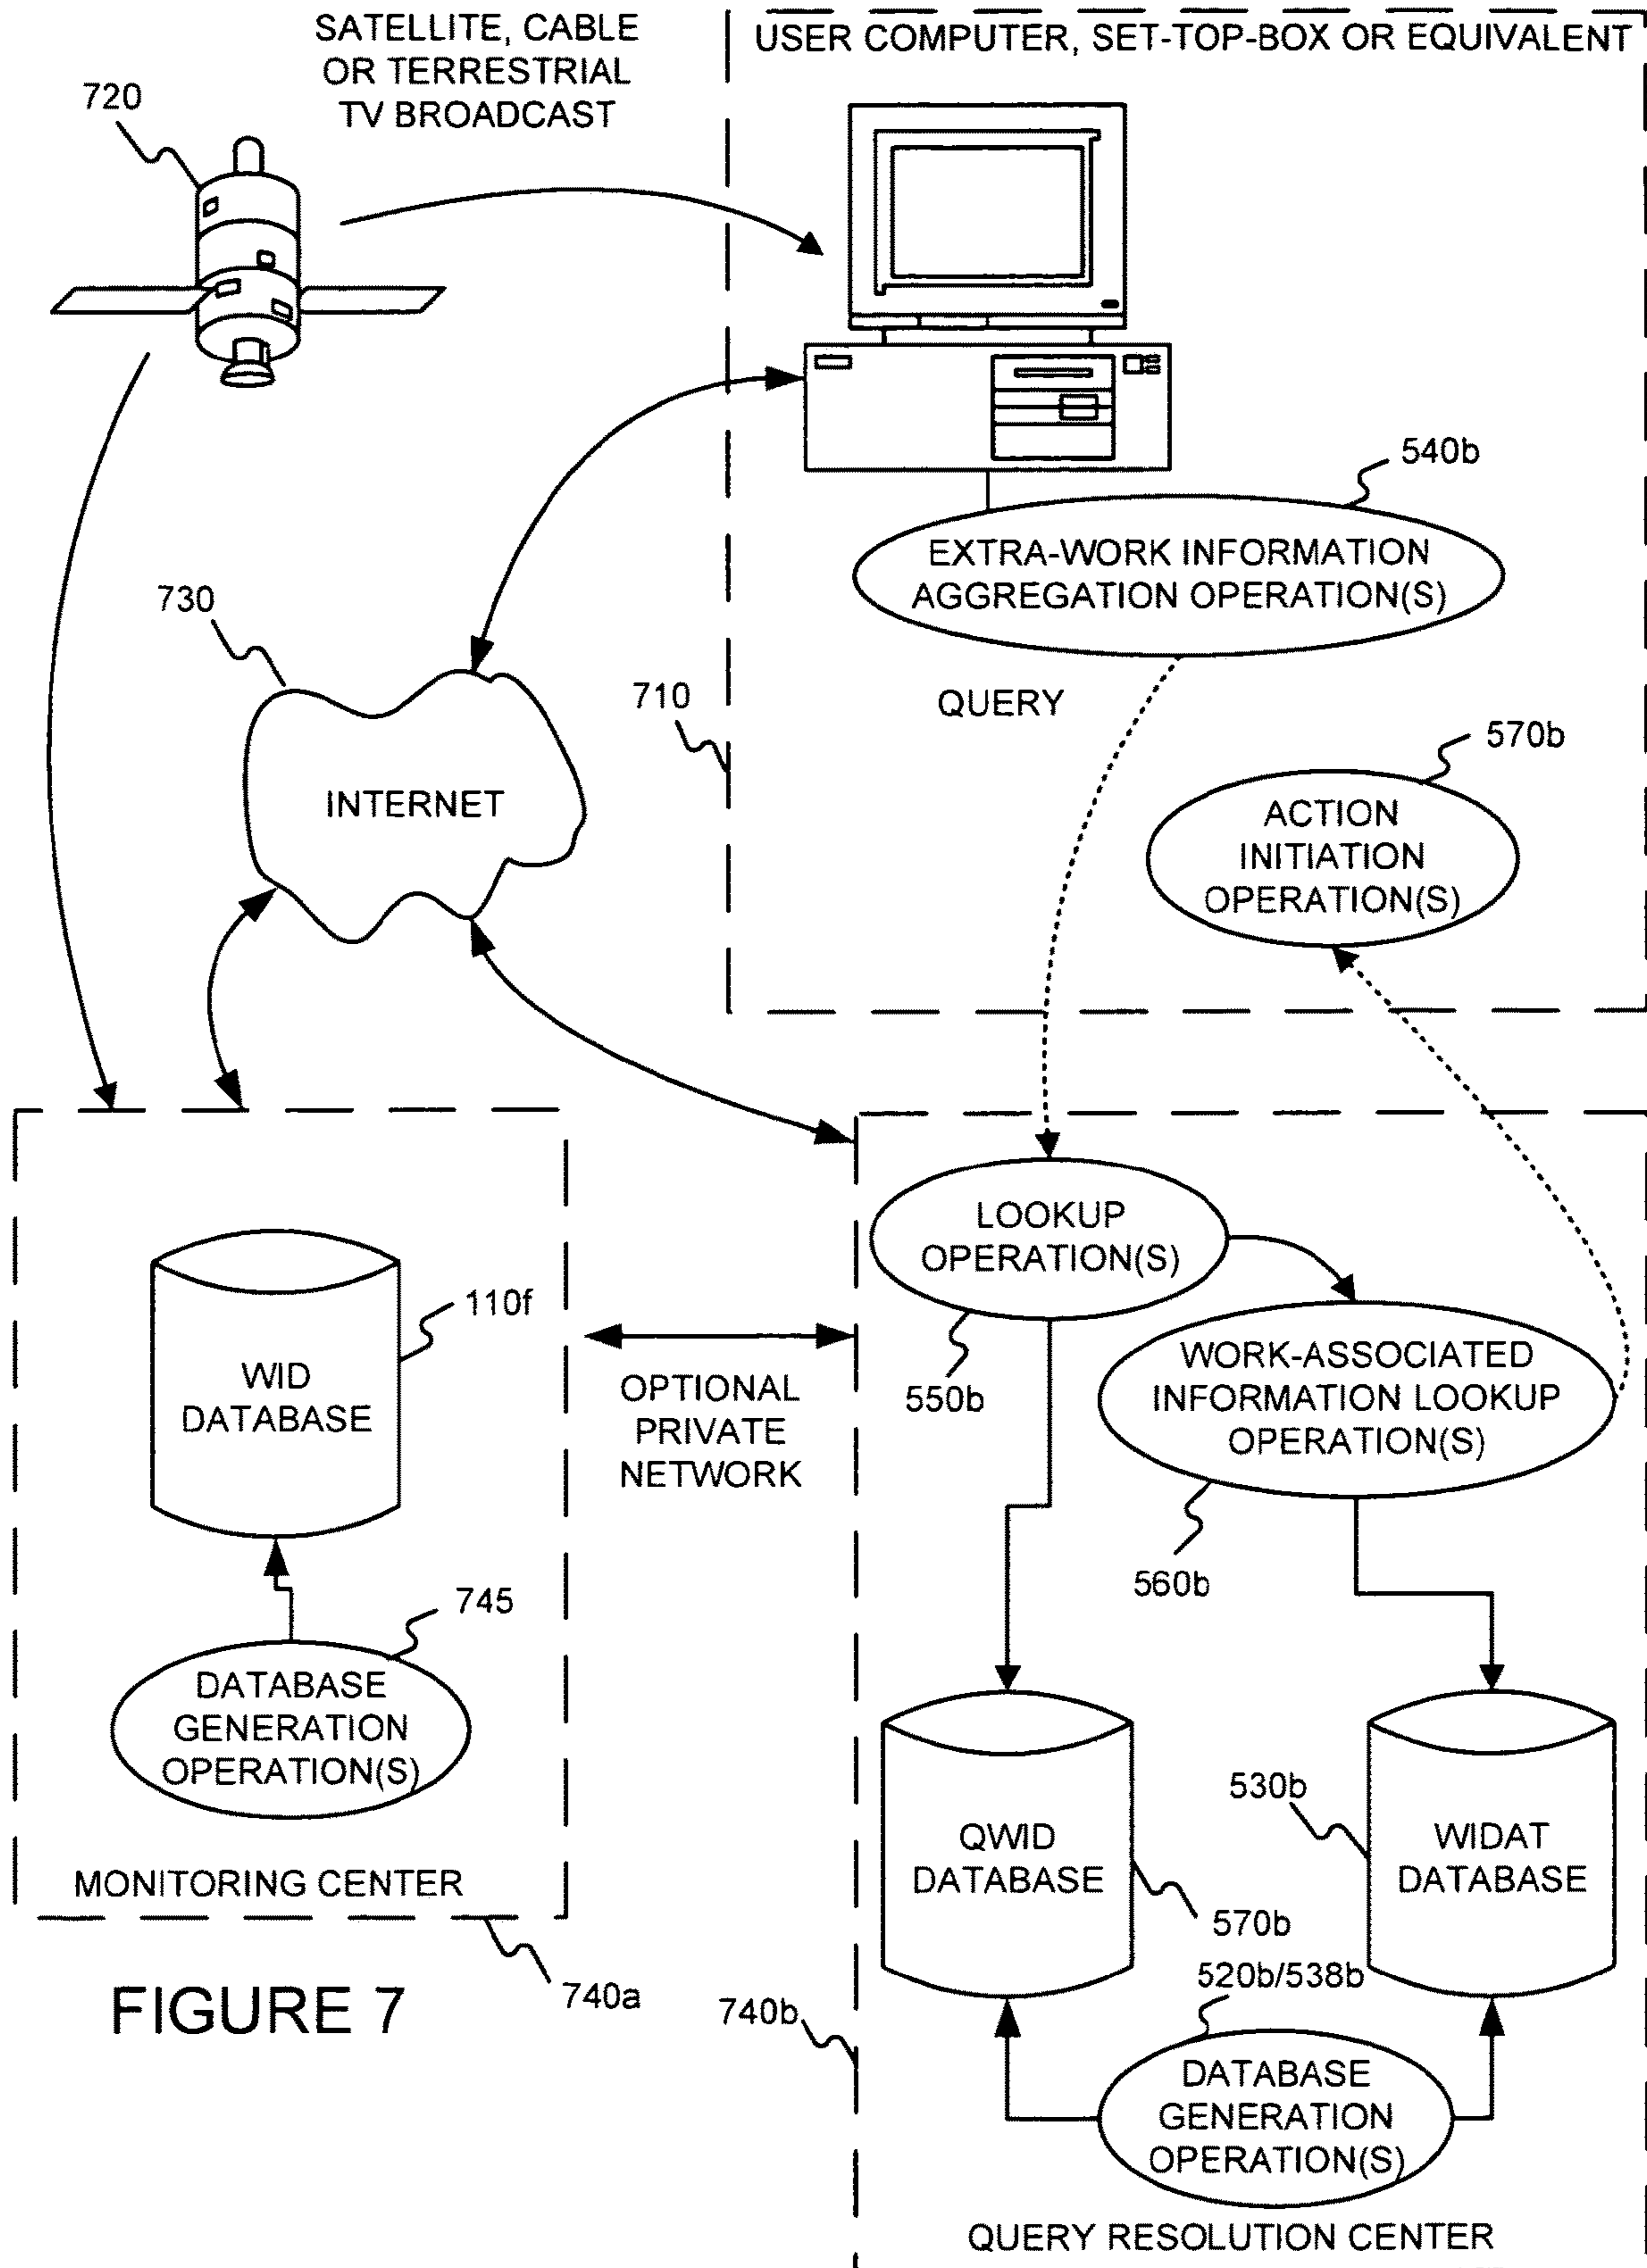 SATELLITE, CABLE
OR TERRESTRIAL
TV BROADCAST
USER COMPUTER, SET-TOP-BOX OR EQUIVALENT
720
540b
EXTRA-WORK INFORMATION
AGGREGATION OPERATION(S)
730
710
QUERY
570b
INTERNET
ACTION
INITIATION
OPERATION(S)
LOOKUP
OPERATION(S)
110f
WID
DATABASE
OPTIONAL
PRIVATE
NETWORK
550b
WORK-ASSOCIATED
INFORMATION LOOKUP
OPERATION(S)
560b
745
DATABASE
GENERATION
OPERATION(S)
530b
QWID
DATABASE
WIDAT
DATABASE
MONITORING CENTER
570b
740a
FIGURE 7
520b/538b
740b
DATABASE
GENERATION
OPERATION(S)
QUERY RESOLUTION CENTER